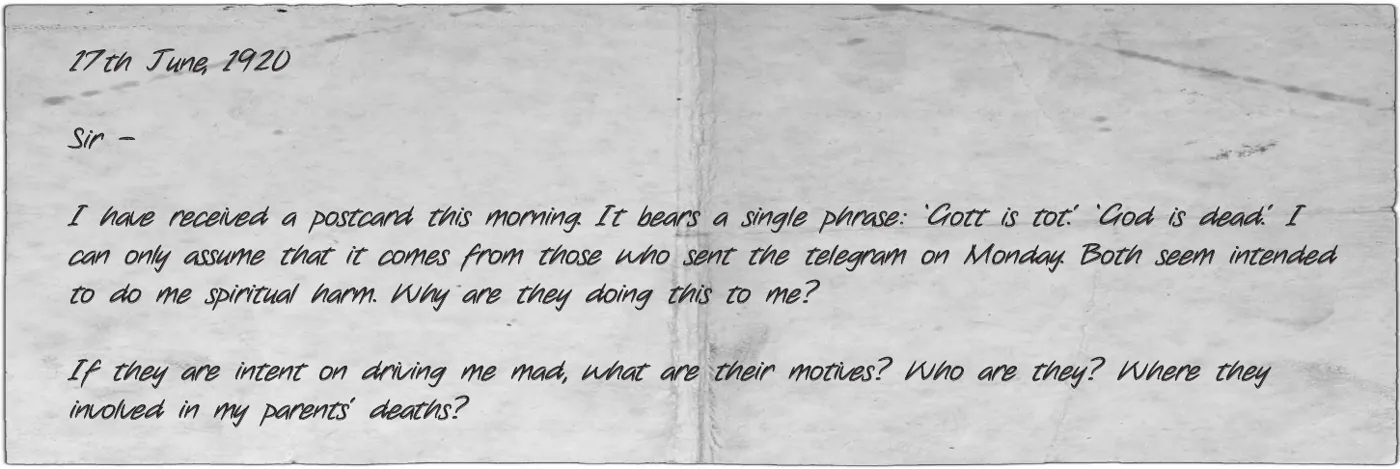 17th June, 1920
Sir –
I have received a postcard this morning. It bears a single phrase: ‘Gott is tot.’ ‘God is dead.’ I
can only assume that it comes from those who sent the telegram on Monday. Both seem intended
to do me spiritual harm. Why are they doing this to me?
If they are intent on driving me mad, what are their motives? Who are they? Where they
involved in my parents’ deaths?